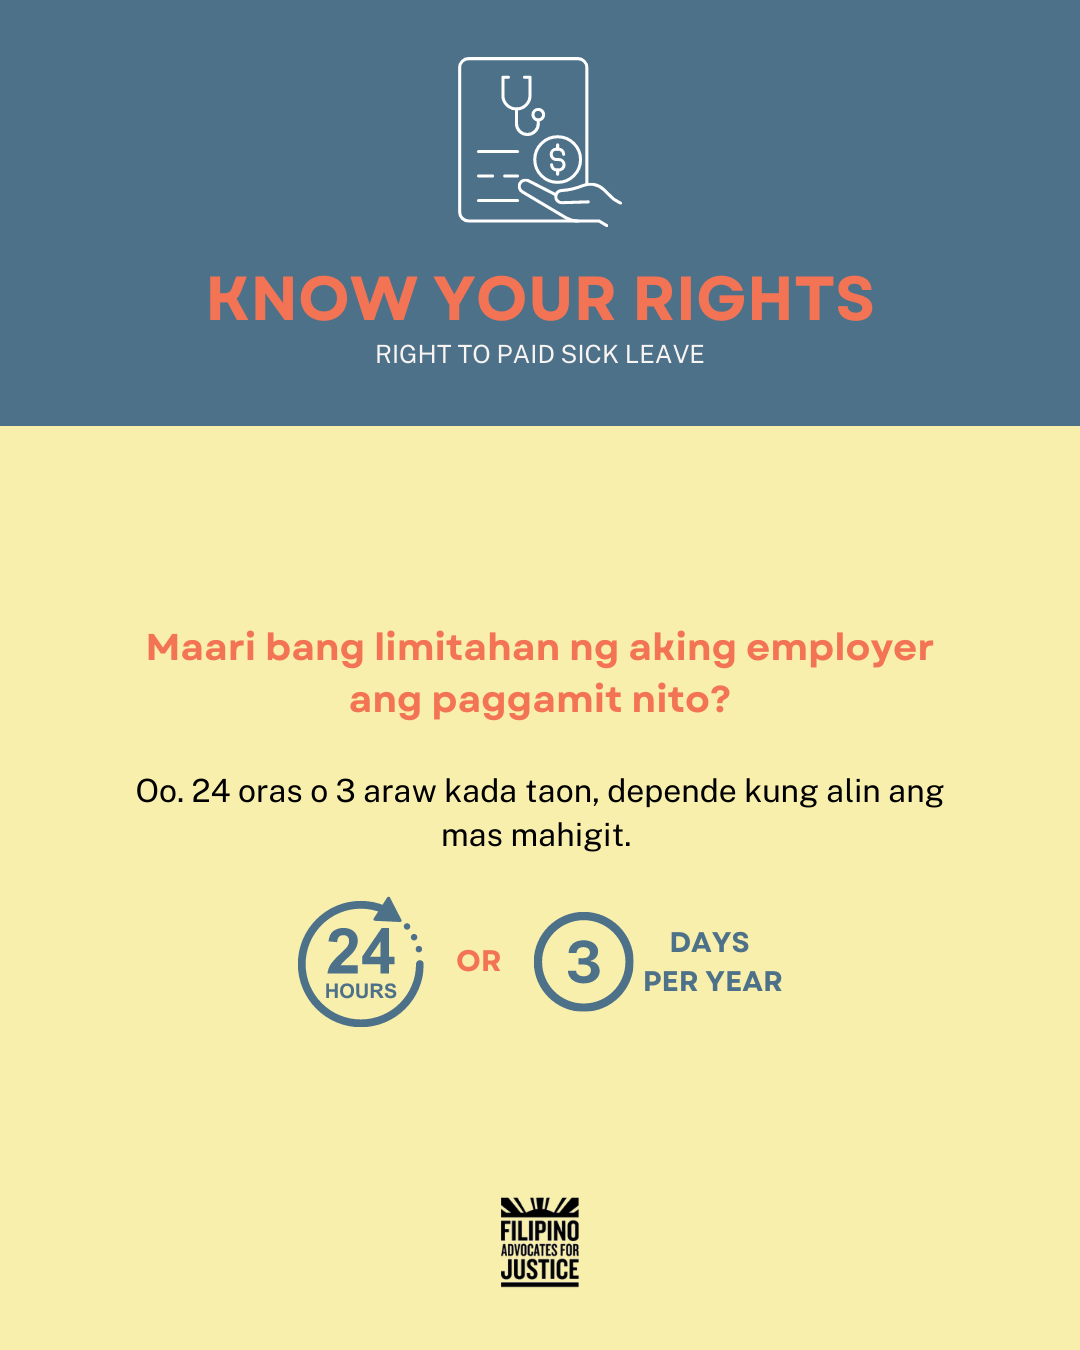 KNOW YOUR RIGHTS
RIGHT TO PAID SICK LEAVE
Maari bang limitahan ng aking employer
ang paggamit nito?
Oo. 24 oras o 3 araw kada taon, depende kung alin ang
mas mahigit.
24
HOURS
OR
3
DAYS
PER YEAR
FILIPINO
ADVOCATES FOR
JUSTICE